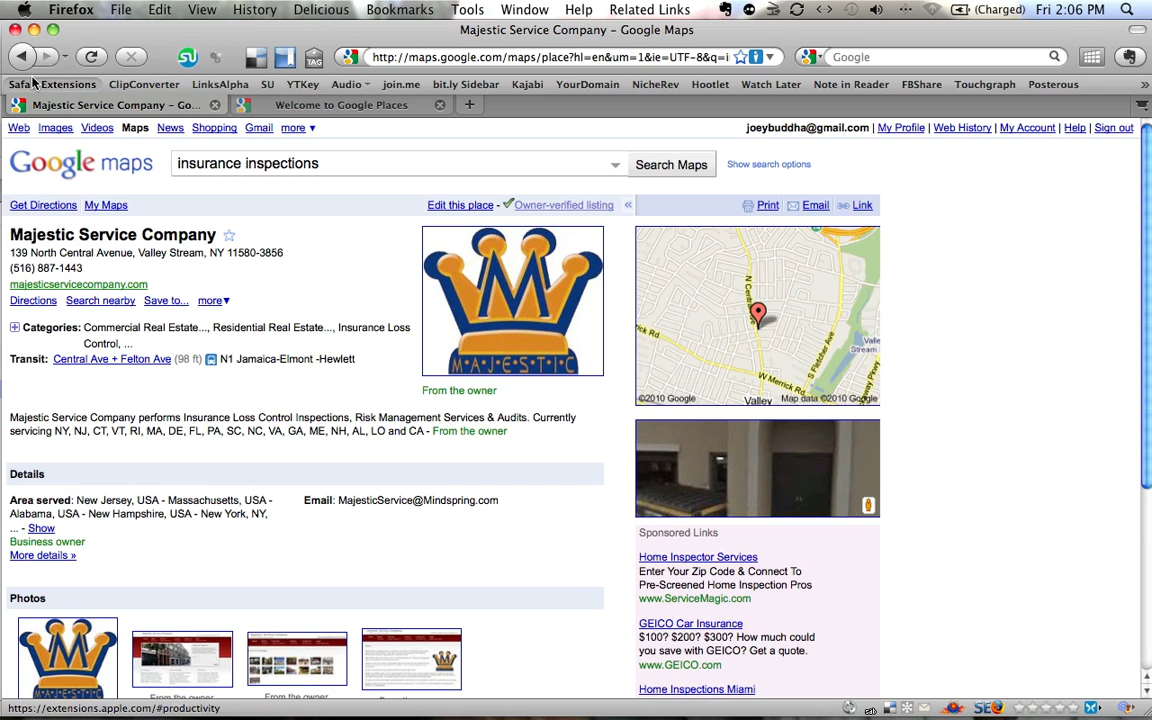 Firefox File Edit View History Delicious Bookmarks Tools Window Help Related Links (Charged) Fri 2:06 PM
Majestic Service Company - Google Maps
TAG http://maps.google.com/maps/place?hl=en&um=1&ie=UTF-8&q=i Google
Safari Extensions ClipConverter LinksAlpha SU YTKey Audio join.me bit.ly Sidebar Kajabi YourDomain NicheRev Hootlet Watch Later Note in Reader FBShare Touchgraph Posterous »
Majestic Service Company - Go... Welcome to Google Places +
Web Images Videos Maps News Shopping Gmail more ▼ joeybuddha@gmail.com | My Profile | Web History | My Account | Help | Sign out
Google maps insurance inspections Search Maps Show search options
Get Directions My Maps Edit this place - Owner-verified listing « Print Email Link
Majestic Service Company
139 North Central Avenue, Valley Stream, NY 11580-3856
(516) 887-1443
majesticservicecompany.com
Directions Search nearby Save to... more▼
Categories: Commercial Real Estate..., Residential Real Estate..., Insurance Loss
Control, ...
Transit: Central Ave + Felton Ave (98 ft) N1 Jamaica-Elmont -Hewlett
M
MAJESTIC
From the owner
N Central Ave
S Fletcher Ave
Valley
Stream
ck Rd
W Merrick Rd
Valley
©2010 Google Map data ©2010 Google
Majestic Service Company performs Insurance Loss Control Inspections, Risk Management Services & Audits. Currently
servicing NY, NJ, CT, VT, RI, MA, DE, FL, PA, SC, NC, VA, GA, ME, NH, AL, LO and CA - From the owner
Details
Area served: New Jersey, USA - Massachusetts, USA -
Alabama, USA - New Hampshire, USA - New York, NY,
... - Show
Business owner
More details »
Email: MajesticService@Mindspring.com
Photos
From the owner
From the owner
Sponsored Links
Home Inspector Services
Enter Your Zip Code & Connect To
Pre-Screened Home Inspection Pros
www.ServiceMagic.com
GEICO Car Insurance
$100? $200? $300? How much could
you save with GEICO? Get a quote.
www.GEICO.com
Home Inspections Miami
https://extensions.apple.com/#productivity